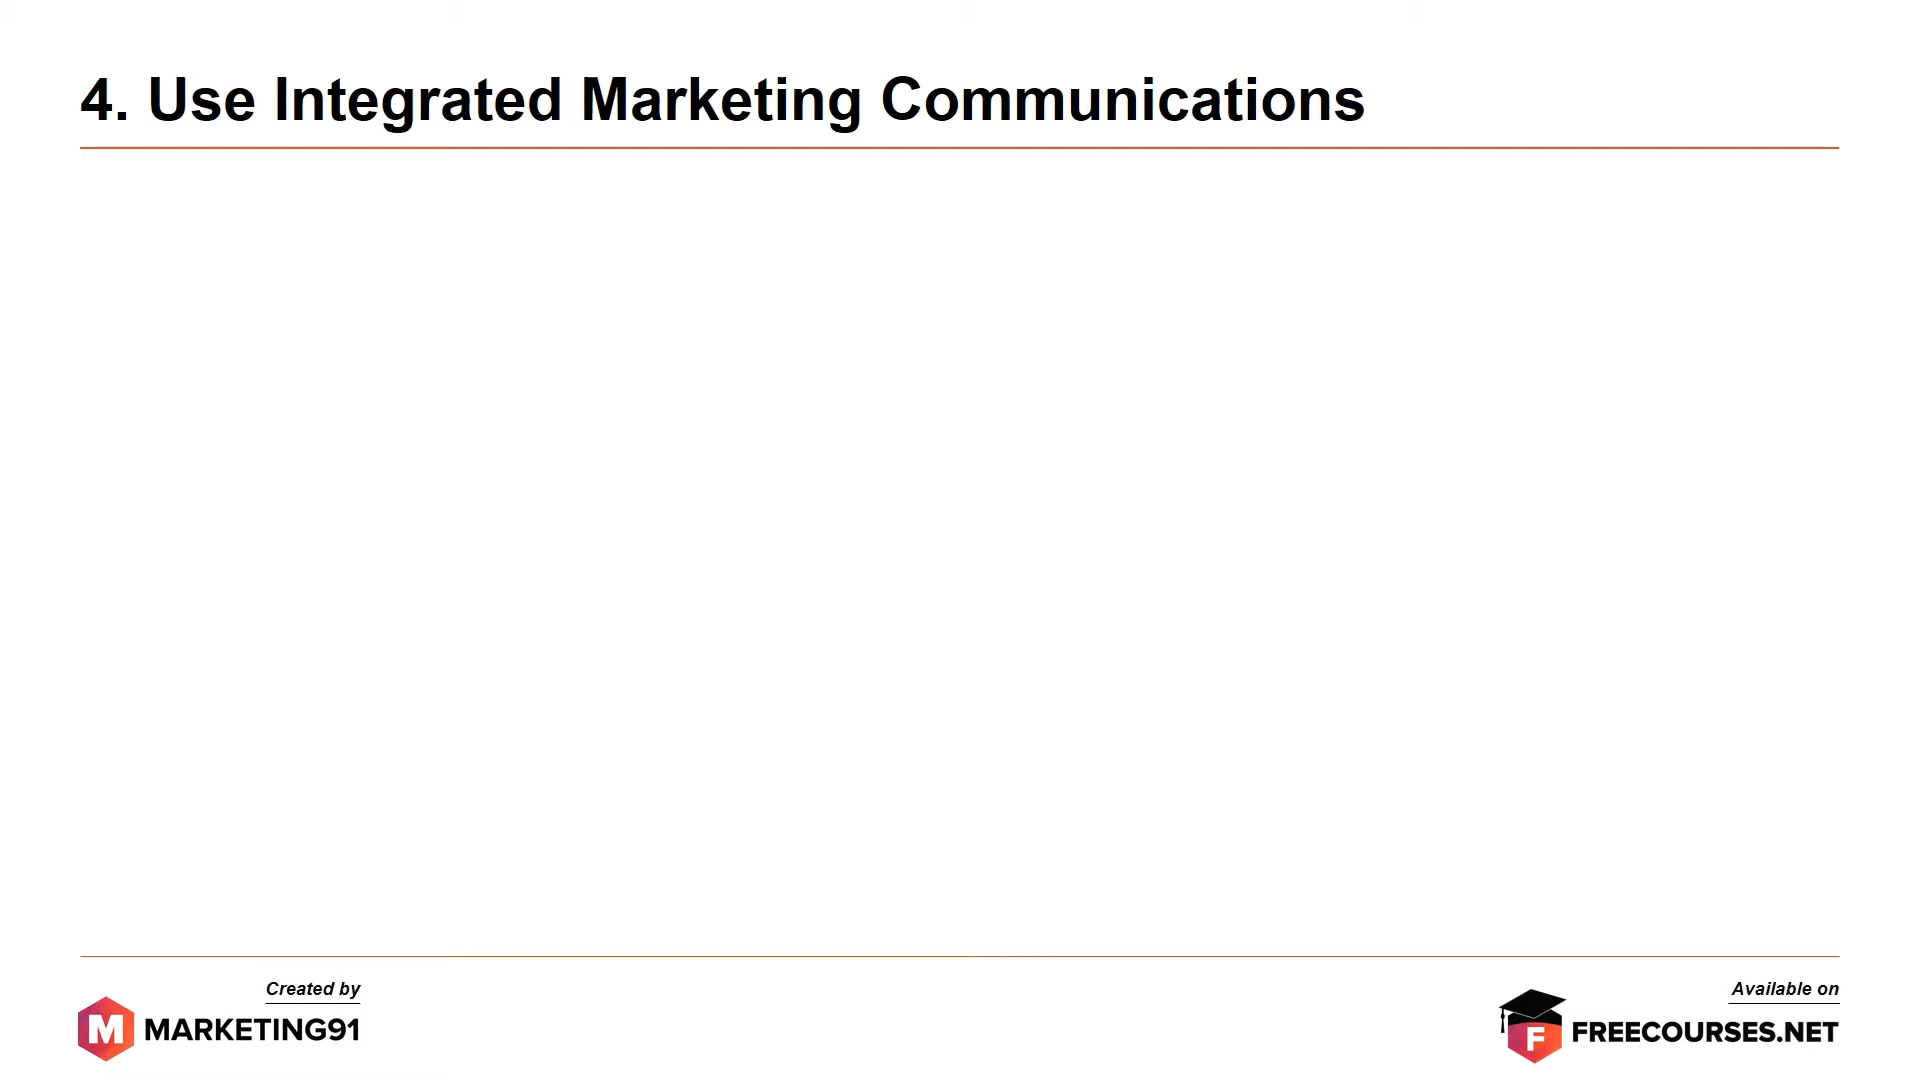 4. Use Integrated Marketing Communications
Created by
M MARKETING91
Available on
F FREECOURSES.NET